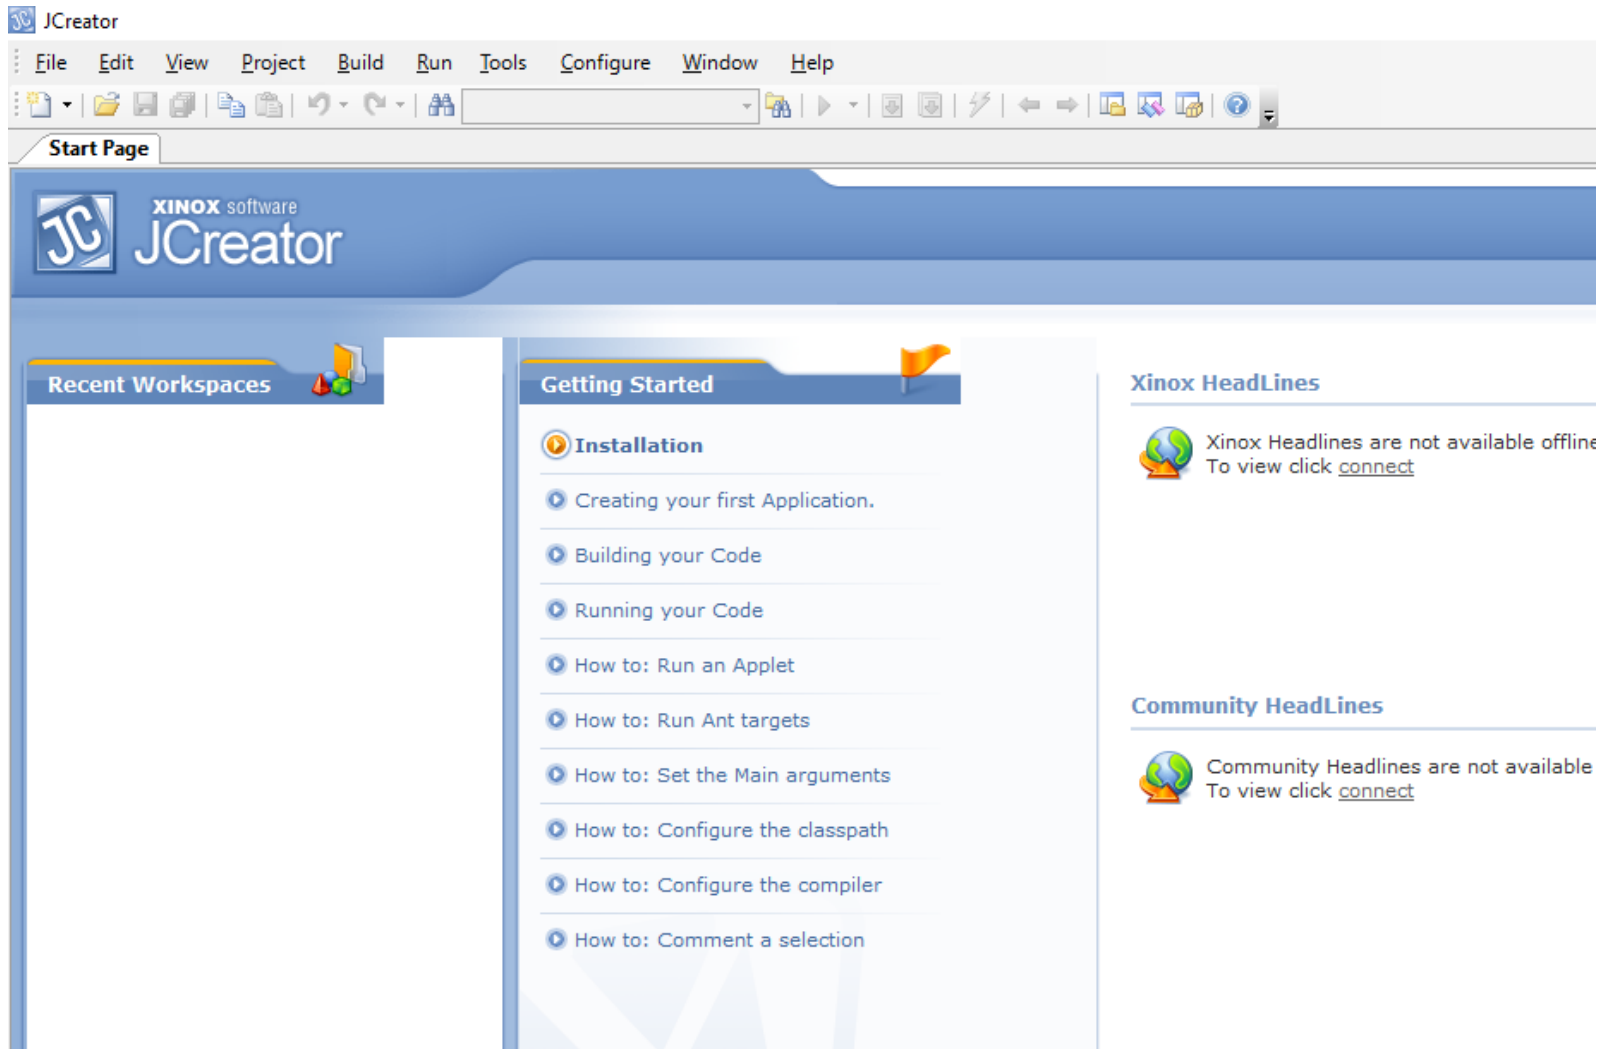 JCreator
File Edit View Project Build Run Tools Configure Window Help
Start Page
XINOX software
JCreator
Recent Workspaces
Getting Started
Installation
Creating your first Application.
Building your Code
Running your Code
How to: Run an Applet
How to: Run Ant targets
How to: Set the Main arguments
How to: Configure the classpath
How to: Configure the compiler
How to: Comment a selection
Xinox HeadLines
Xinox Headlines are not available offline
To view click connect
Community HeadLines
Community Headlines are not available
To view click connect